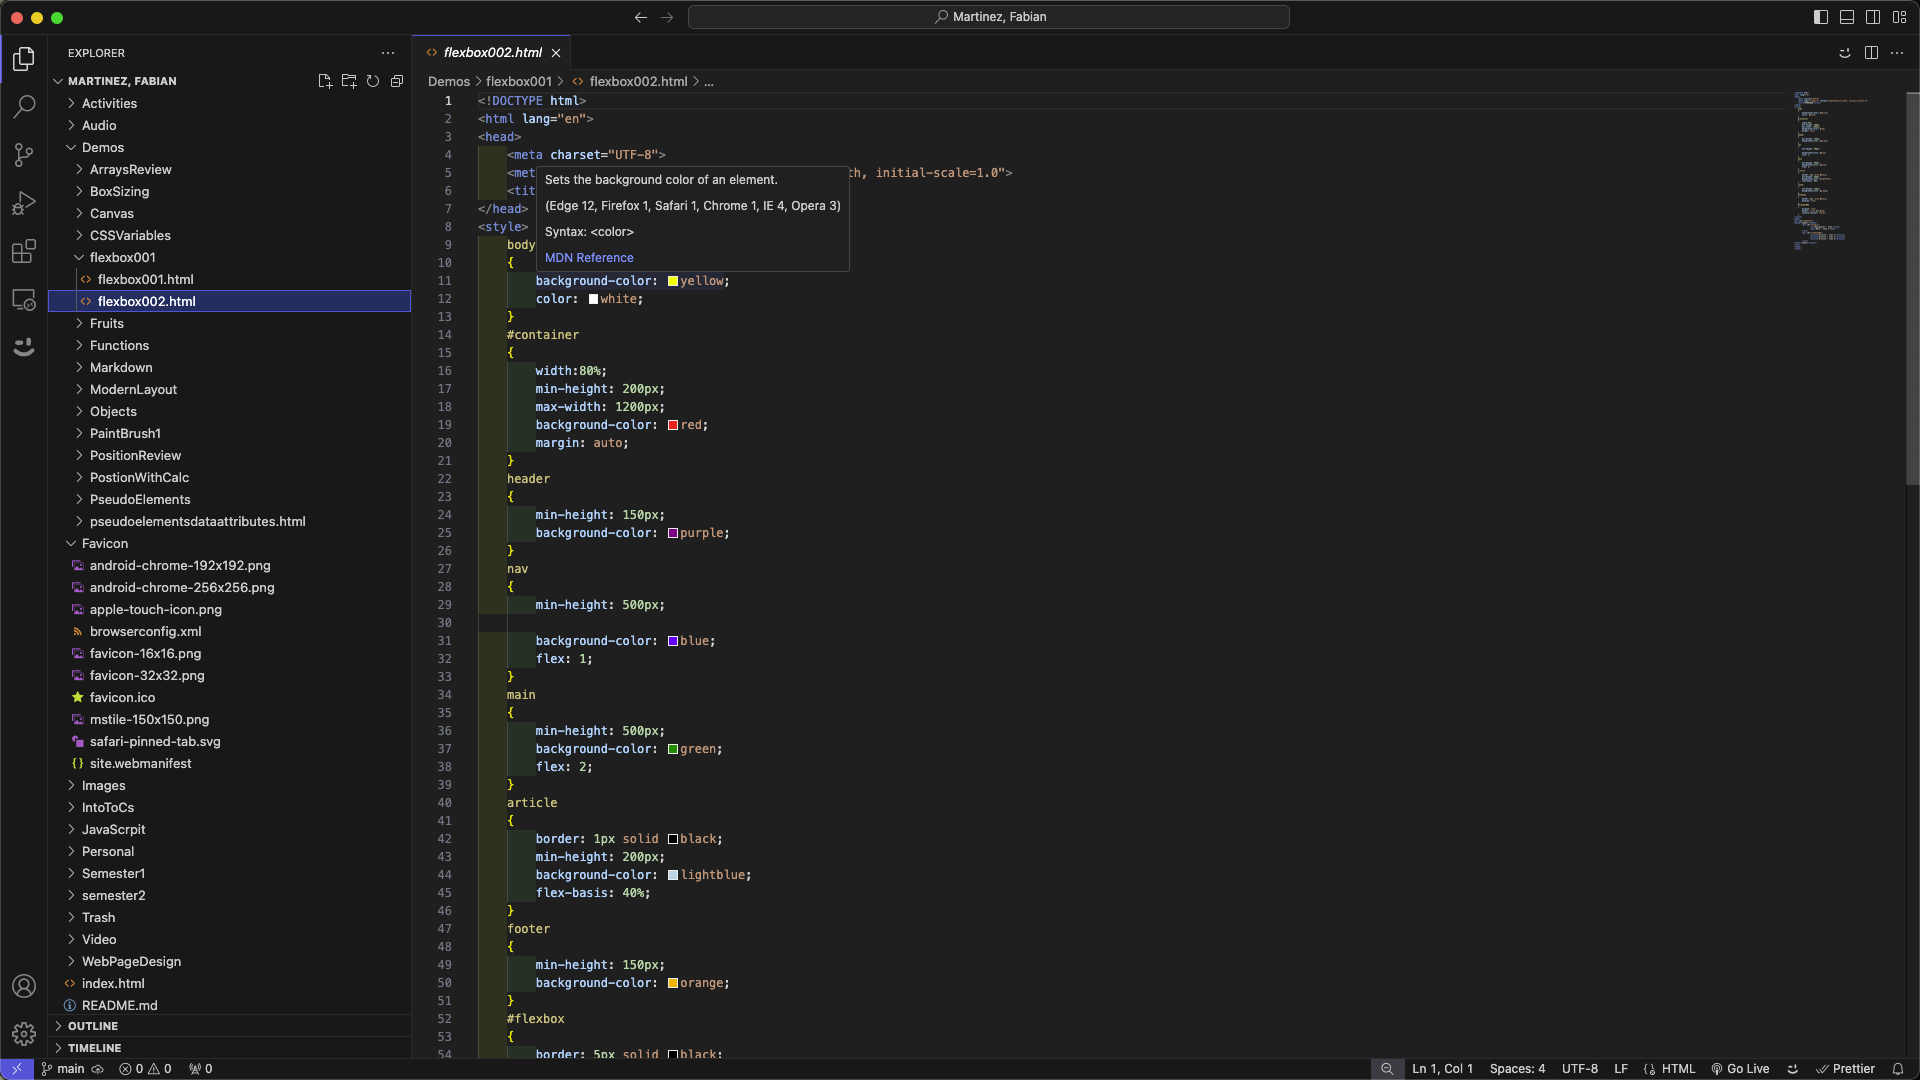 Martinez, Fabian
EXPLORER
MARTINEZ, FABIAN
Activities
Audio
Demos
ArraysReview
BoxSizing
Canvas
CSSVariables
flexbox001
flexbox001.html
flexbox002.html
Fruits
Functions
Markdown
ModernLayout
Objects
PaintBrush1
PositionReview
PostionWithCalc
PseudoElements
pseudoelementsdataattributes.html
Favicon
android-chrome-192x192.png
android-chrome-256x256.png
apple-touch-icon.png
browserconfig.xml
favicon-16x16.png
favicon-32x32.png
favicon.ico
mstile-150x150.png
safari-pinned-tab.svg
site.webmanifest
Images
IntoToCs
JavaScrpit
Personal
Semester1
semester2
Trash
Video
WebPageDesign
index.html
README.md
OUTLINE
TIMELINE
flexbox002.html
Demos > flexbox001 > flexbox002.html > ...
1 <!DOCTYPE html>
2 <html lang="en">
3 <head>
4 <meta charset="UTF-8">
5 <met th, initial-scale=1.0">
6 <tit
7 </head>
8 <style>
Sets the background color of an element.
(Edge 12, Firefox 1, Safari 1, Chrome 1, IE 4, Opera 3)
Syntax: <color>
MDN Reference
9 body
10 {
11 background-color: yellow;
12 color: white;
13 }
14 #container
15 {
16 width:80%;
17 min-height: 200px;
18 max-width: 1200px;
19 background-color: red;
20 margin: auto;
21 }
22 header
23 {
24 min-height: 150px;
25 background-color: purple;
26 }
27 nav
28 {
29 min-height: 500px;
30
31 background-color: blue;
32 flex: 1;
33 }
34 main
35 {
36 min-height: 500px;
37 background-color: green;
38 flex: 2;
39 }
40 article
41 {
42 border: 1px solid black;
43 min-height: 200px;
44 background-color: lightblue;
45 flex-basis: 40%;
46 }
47 footer
48 {
49 min-height: 150px;
50 background-color: orange;
51 }
52 #flexbox
53 {
54 border: 5px solid black;
main 0 0 0 Ln 1, Col 1 Spaces: 4 UTF-8 LF {} HTML Go Live Prettier